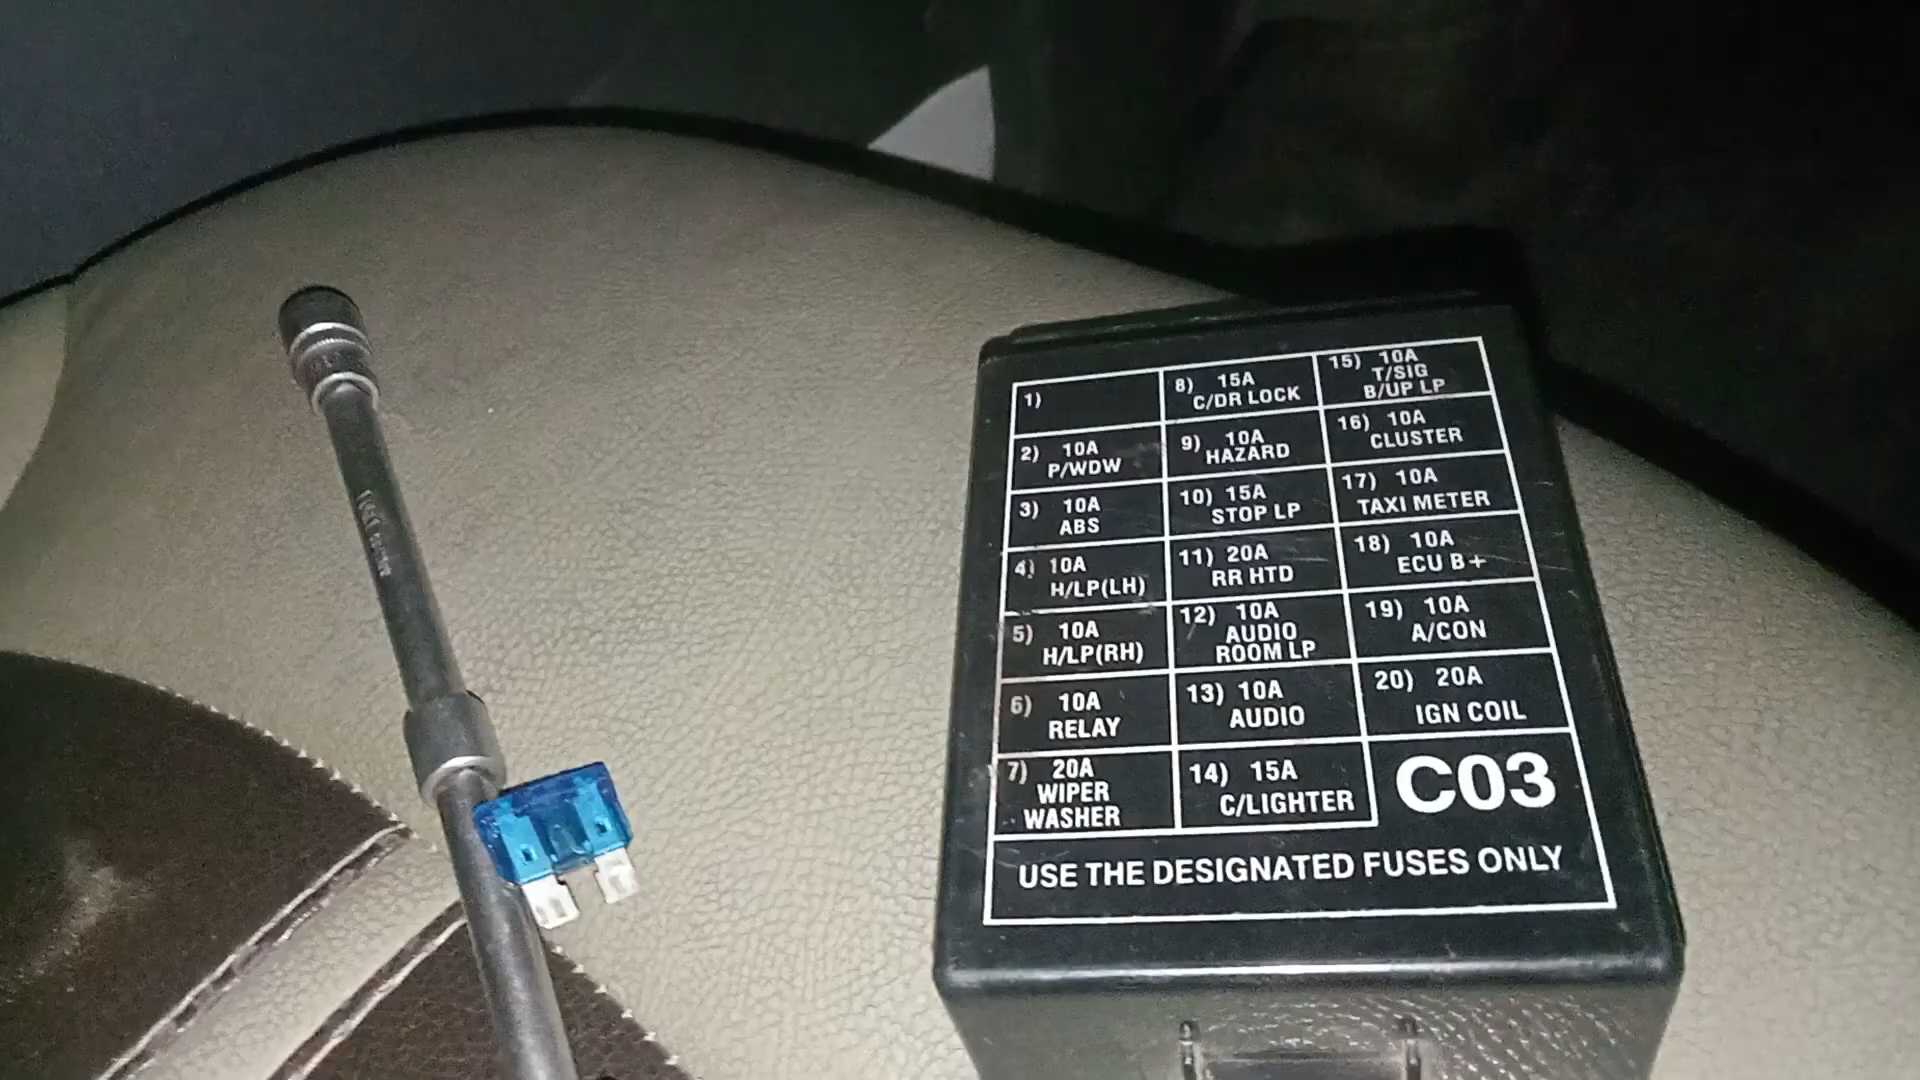 1)
2) 10A
P/WDW
3) 10A
ABS
4) 10A
H/LP(LH)
5) 10A
H/LP(RH)
6) 10A
RELAY
7) 20A
WIPER
WASHER
8) 15A
C/DR LOCK
9) 10A
HAZARD
10) 15A
STOP LP
11) 20A
RR HTD
12) 10A
AUDIO
ROOM LP
13) 10A
AUDIO
14) 15A
C/LIGHTER
15) 10A
T/SIG
B/UP LP
16) 10A
CLUSTER
17) 10A
TAXI METER
18) 10A
ECU B+
19) 10A
A/CON
20) 20A
IGN COIL
C03
USE THE DESIGNATED FUSES ONLY